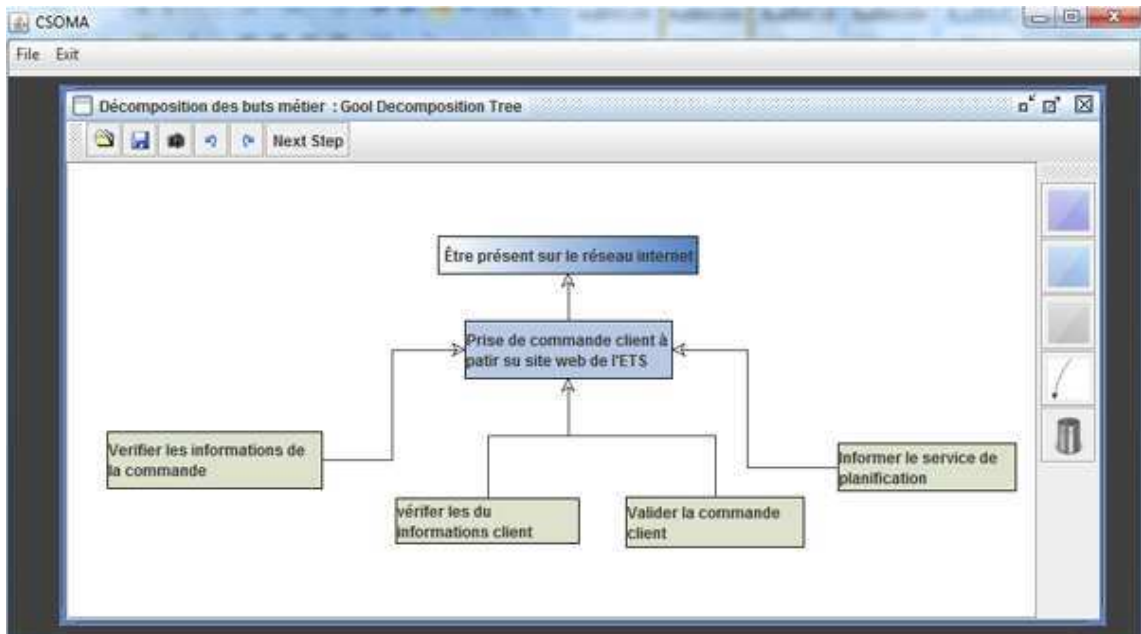 CSOMA
File Exit
Décomposition des buts métier : Gool Decomposition Tree
Next Step
Être présent sur le réseau internet
Prise de commande client à
patir su site web de l'ETS
Verifier les informations de
la commande
Informer le service de
planification
vérifer les du
informations client
Valider la commande
client